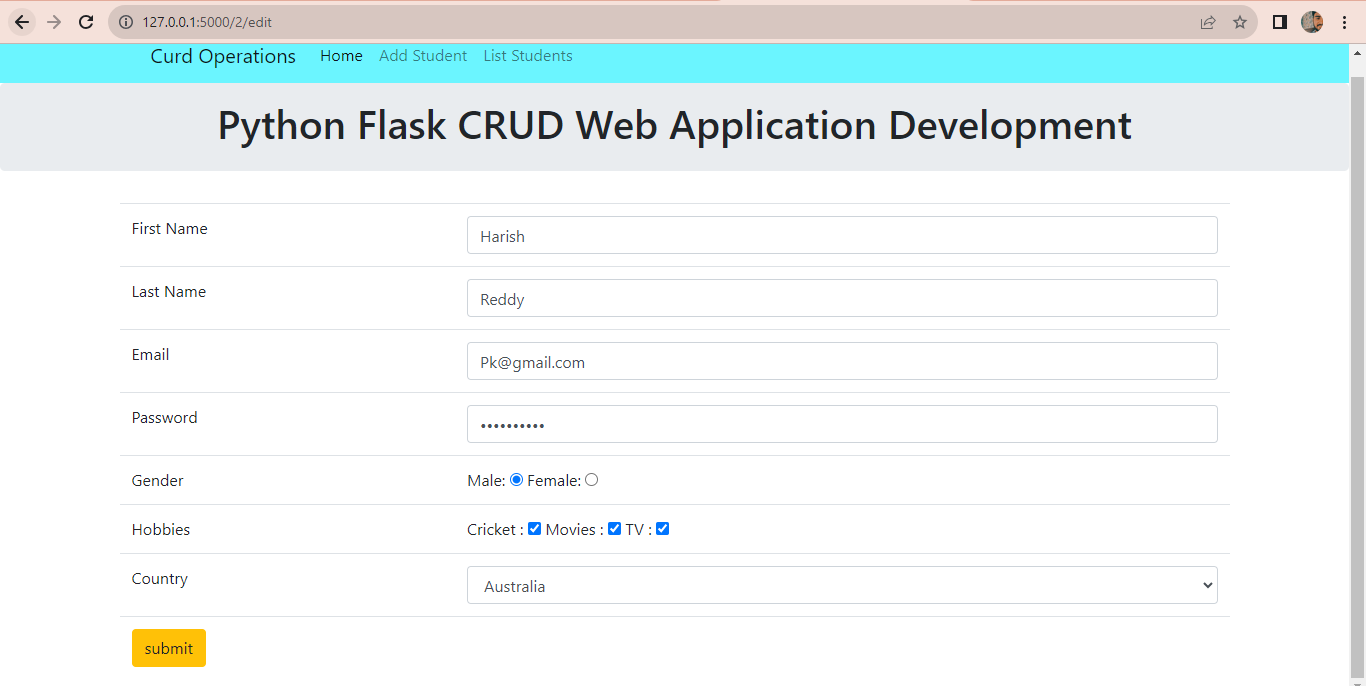 127.0.0.1:5000/2/edit
Curd Operations Home Add Student List Students
Python Flask CRUD Web Application Development
First Name Harish
Last Name Reddy
Email Pk@gmail.com
Password ••••••••••
Gender Male: Female:
Hobbies Cricket : Movies : TV :
Country Australia
submit